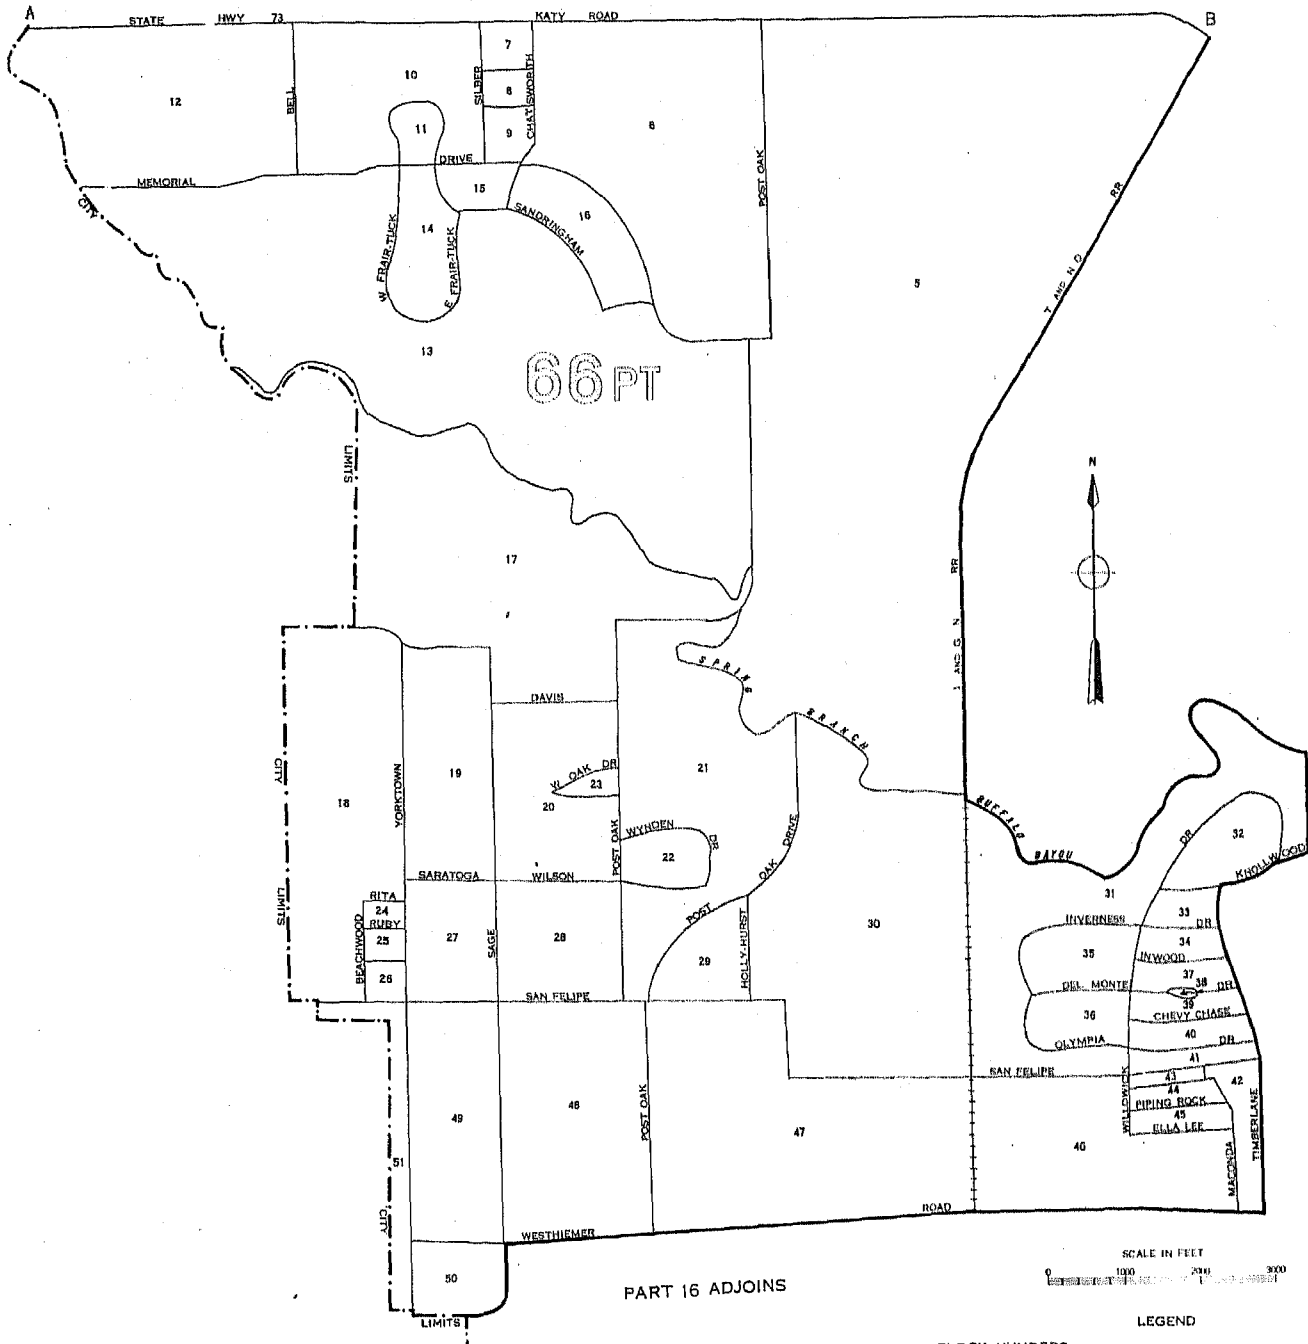 A
STATE HWY 73
KATY ROAD
B
7
10
SILBER
8
CHATSWORTH
12
BELL
11
9
6
DRIVE
MEMORIAL
POST OAK
RR
15
16
SANDRINGHAM
CITY
14
W FRAIR-TUCK
E FRAIR-TUCK
T AND N O
5
13
66 PT
LIMITS
N
17
RR
I AND G N
SPRING
BRANCH
DAVIS
W OAK DR
23
21
19
20
CITY
18
YORKTOWN
POST OAK
WYNDEN
DR
22
OAK DRIVE
BUFFALO
BAYOU
DR
32
KNOLLWOOD
SARATOGA
WILSON
LIMITS
RITA
24
RUBY
BEACHWOOD
25
26
27
SAGE
28
POST
HOLLY-HURST
29
30
31
INVERNESS DR
33
34
35
INWOOD
37
38
DEL MONTE DR
39
36
CHEVY CHASE
40
OLYMPIA DR
SAN FELIPE
SAN FELIPE
41
43
42
44
PIPING ROCK
45
ELLA LEE
WILLOWICK
TIMBERLANE
MACONDA
49
48
POST OAK
47
46
51
CITY
WESTHIEMER
ROAD
50
SCALE IN FEET
0 1000 2000 3000
PART 16 ADJOINS
LEGEND
LIMITS